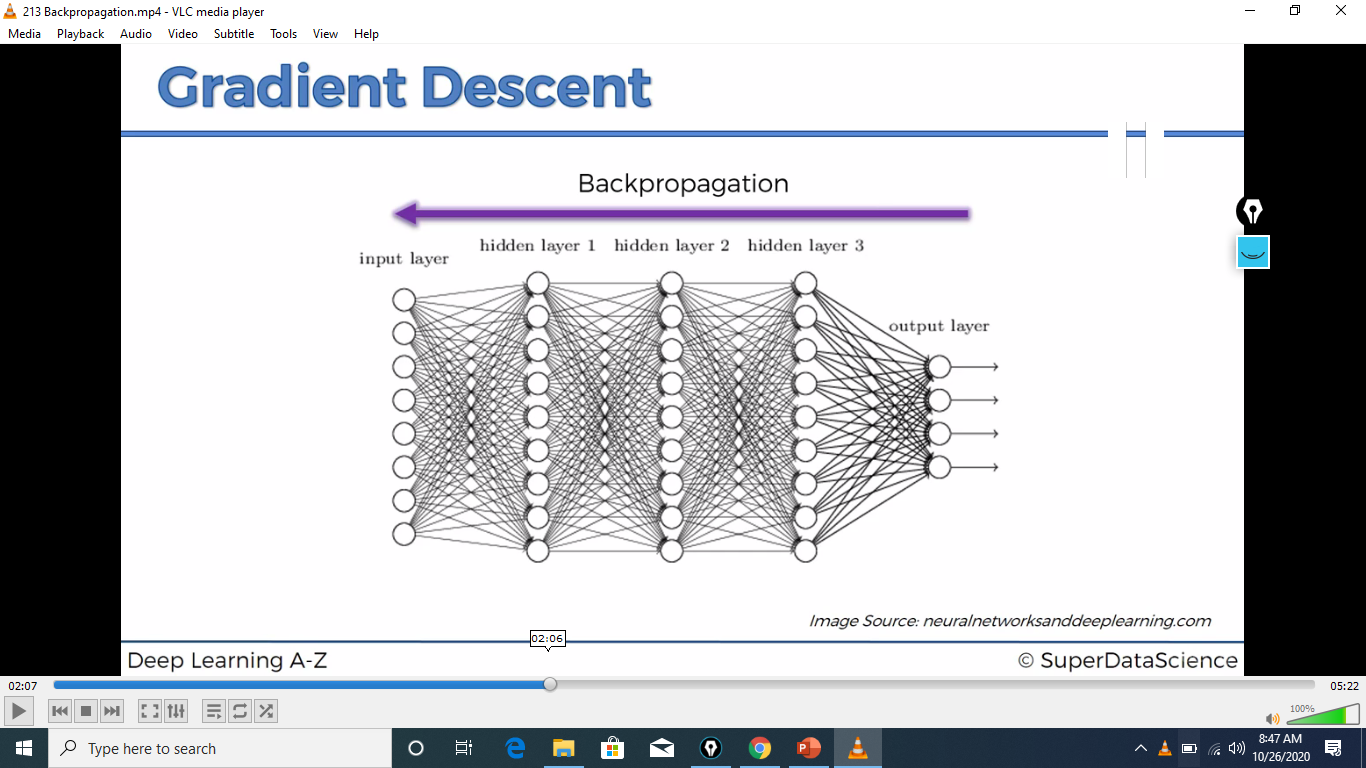 213 Backpropagation.mp4 - VLC media player
Media Playback Audio Video Subtitle Tools View Help
Gradient Descent
Backpropagation
input layer
hidden layer 1 hidden layer 2 hidden layer 3
output layer
Image Source: neuralnetworksanddeeplearning.com
02:06
Deep Learning A-Z
© SuperDataScience
02:07
05:22
100%
Type here to search
8:47 AM
10/26/2020